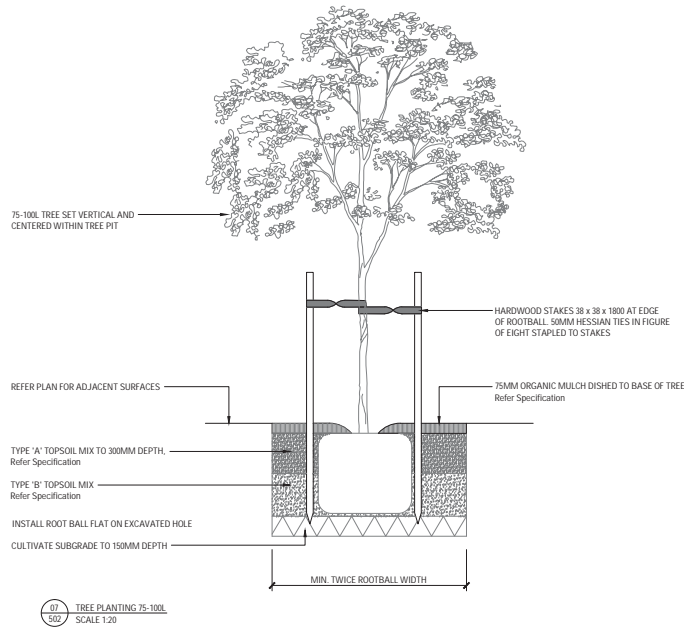 75-100L TREE SET VERTICAL AND
CENTERED WITHIN TREE PIT
HARDWOOD STAKES 38 x 38 x 1800 AT EDGE
OF ROOTBALL. 50MM HESSIAN TIES IN FIGURE
OF EIGHT STAPLED TO STAKES
REFER PLAN FOR ADJACENT SURFACES
75MM ORGANIC MULCH DISHED TO BASE OF TREE
Refer Specification
TYPE 'A' TOPSOIL MIX TO 300MM DEPTH,
Refer Specification
TYPE 'B' TOPSOIL MIX
Refer Specification
INSTALL ROOT BALL FLAT ON EXCAVATED HOLE
CULTIVATE SUBGRADE TO 150MM DEPTH
MIN. TWICE ROOTBALL WIDTH
07
502
TREE PLANTING 75-100L
SCALE 1:20